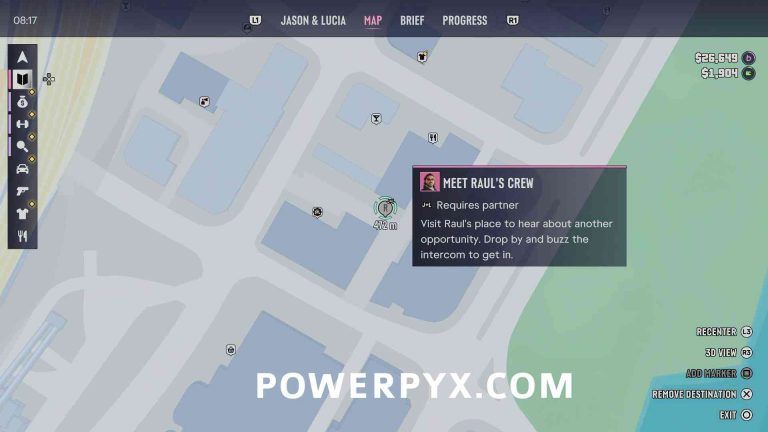 08:17
L1 JASON & LUCIA MAP BRIEF PROGRESS R1
$26,649
$1,904
MEET RAUL'S CREW
J+L Requires partner
Visit Raul's place to hear about another
opportunity. Drop by and buzz the
intercom to get in.
R
472 m
RECENTER L3
3D VIEW R3
ADD MARKER
REMOVE DESTINATION
EXIT
POWERPYX.COM